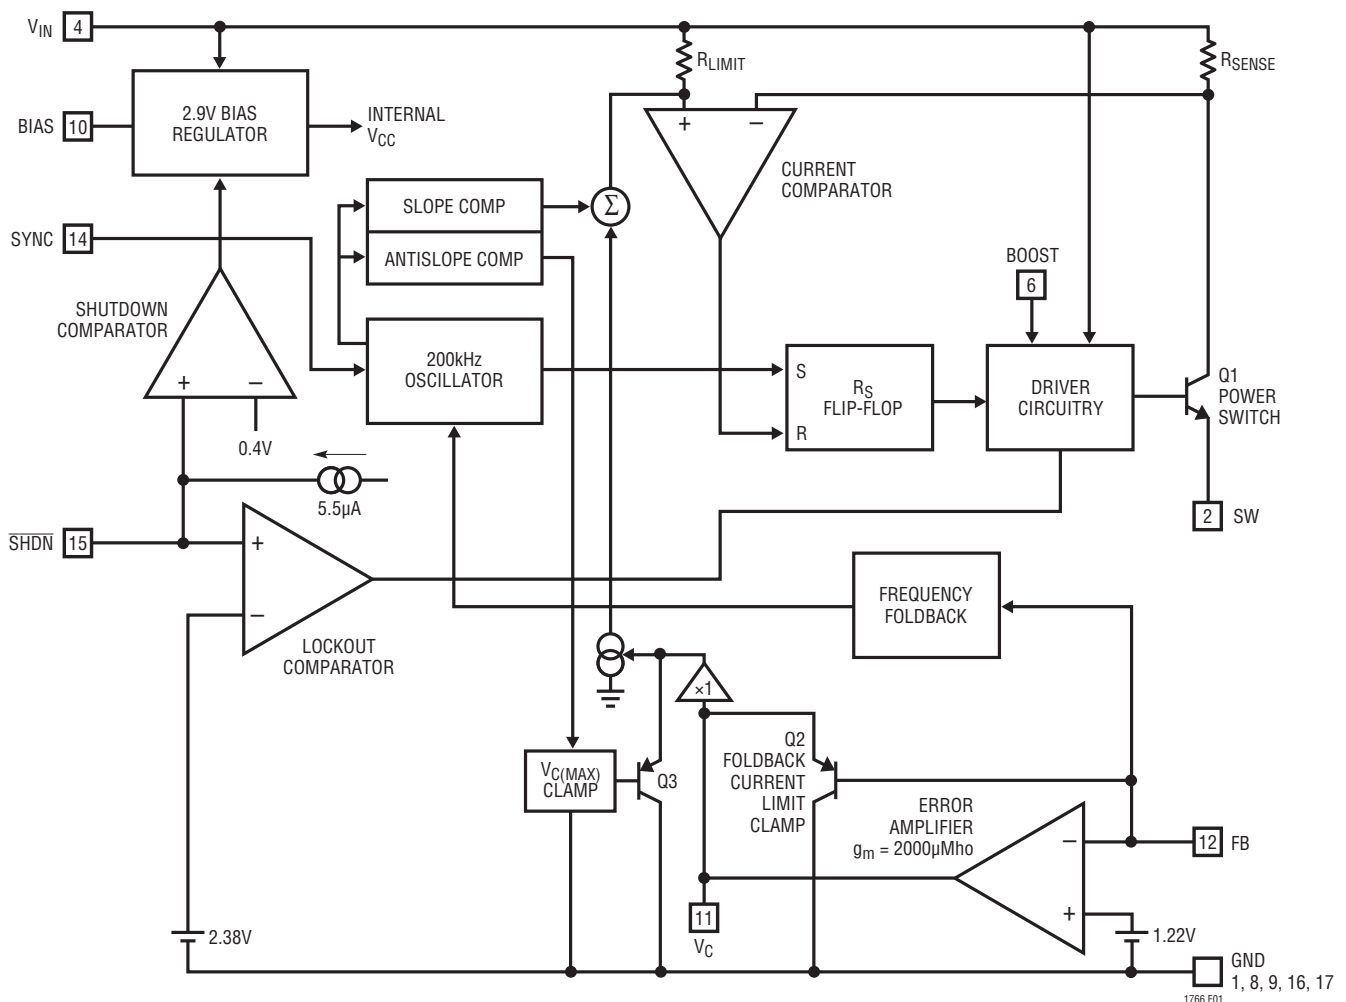 VIN 4
RLIMIT
RSENSE
2.9V BIAS
REGULATOR
INTERNAL
VCC
BIAS 10
+ −
CURRENT
COMPARATOR
SLOPE COMP
Σ
ANTISLOPE COMP
SYNC 14
BOOST
6
SHUTDOWN
COMPARATOR
+ −
0.4V
200kHz
OSCILLATOR
S
R
RS
FLIP-FLOP
DRIVER
CIRCUITRY
Q1
POWER
SWITCH
5.5µA
2 SW
SHDN 15
+
−
LOCKOUT
COMPARATOR
FREQUENCY
FOLDBACK
×1
VC(MAX)
CLAMP
Q3
Q2
FOLDBACK
CURRENT
LIMIT
CLAMP
ERROR
AMPLIFIER
gm = 2000µMho
−
+
12 FB
11
VC
2.38V
1.22V
GND
1, 8, 9, 16, 17
1766 F01